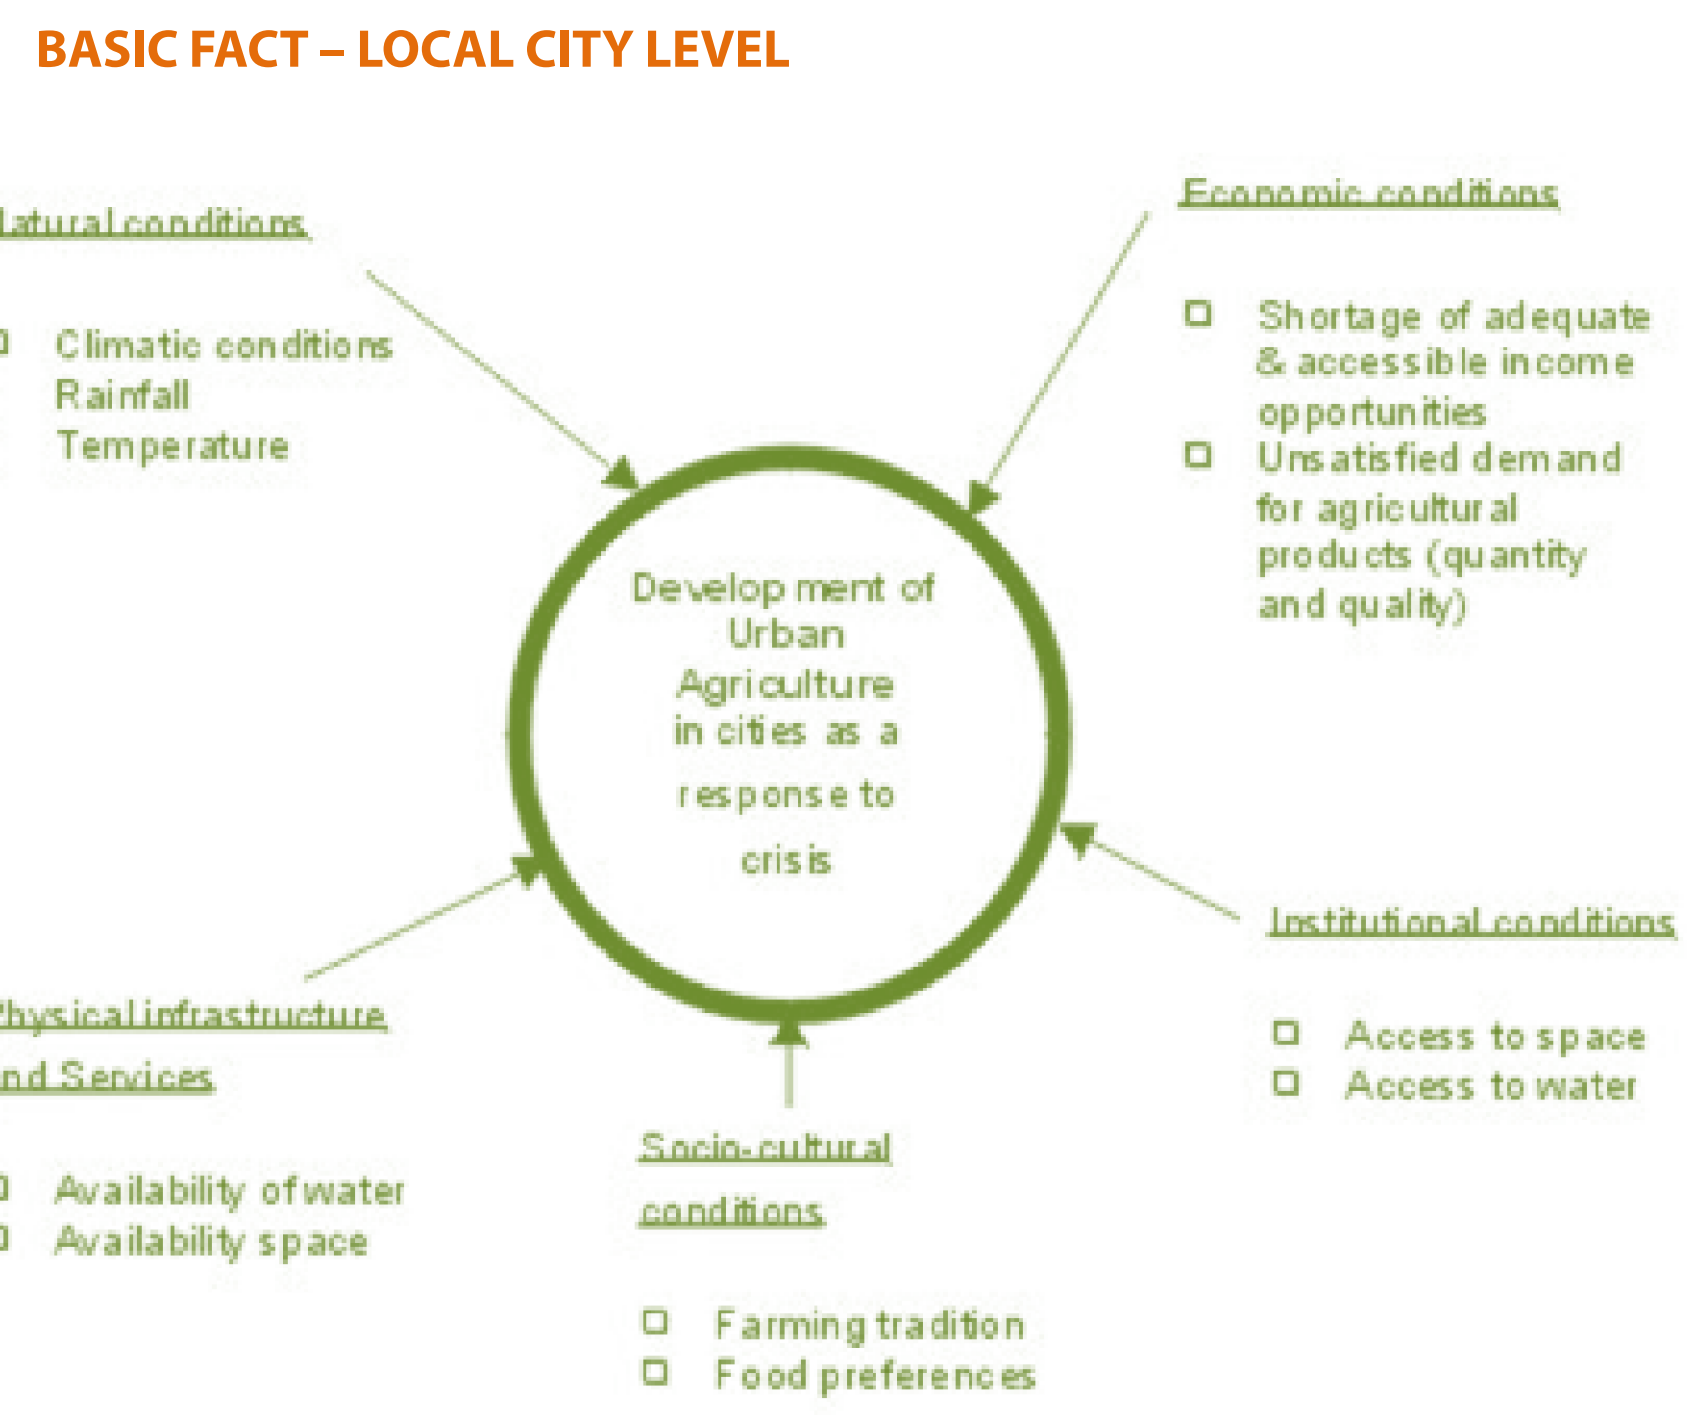 BASIC FACT – LOCAL CITY LEVEL
Natural conditions
Climatic conditions
Rainfall
Temperature
Economic conditions
Shortage of adequate
& accessible income
opportunities
Unsatisfied demand
for agricultural
products (quantity
and quality)
Development of
Urban
Agriculture
in cities as a
response to
crisis
Physical infrastructure
and Services
Availability of water
Availability space
Socio-cultural
conditions
Farming tradition
Food preferences
Institutional conditions
Access to space
Access to water